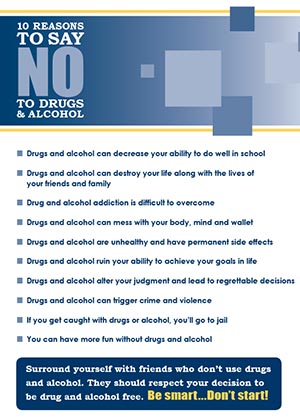 10 REASONS
TO SAY
NO
TO DRUGS
& ALCOHOL
Drugs and alcohol can decrease your ability to do well in school
Drugs and alcohol can destroy your life along with the lives of
your friends and family
Drug and alcohol addiction is difficult to overcome
Drugs and alcohol can mess with your body, mind and wallet
Drugs and alcohol are unhealthy and have permanent side effects
Drugs and alcohol ruin your ability to achieve your goals in life
Drugs and alcohol alter your judgment and lead to regrettable decisions
Drugs and alcohol can trigger crime and violence
If you get caught with drugs or alcohol, you'll go to jail
You can have more fun without drugs and alcohol
Surround yourself with friends who don't use drugs
and alcohol. They should respect your decision to
be drug and alcohol free. Be smart...Don't start!